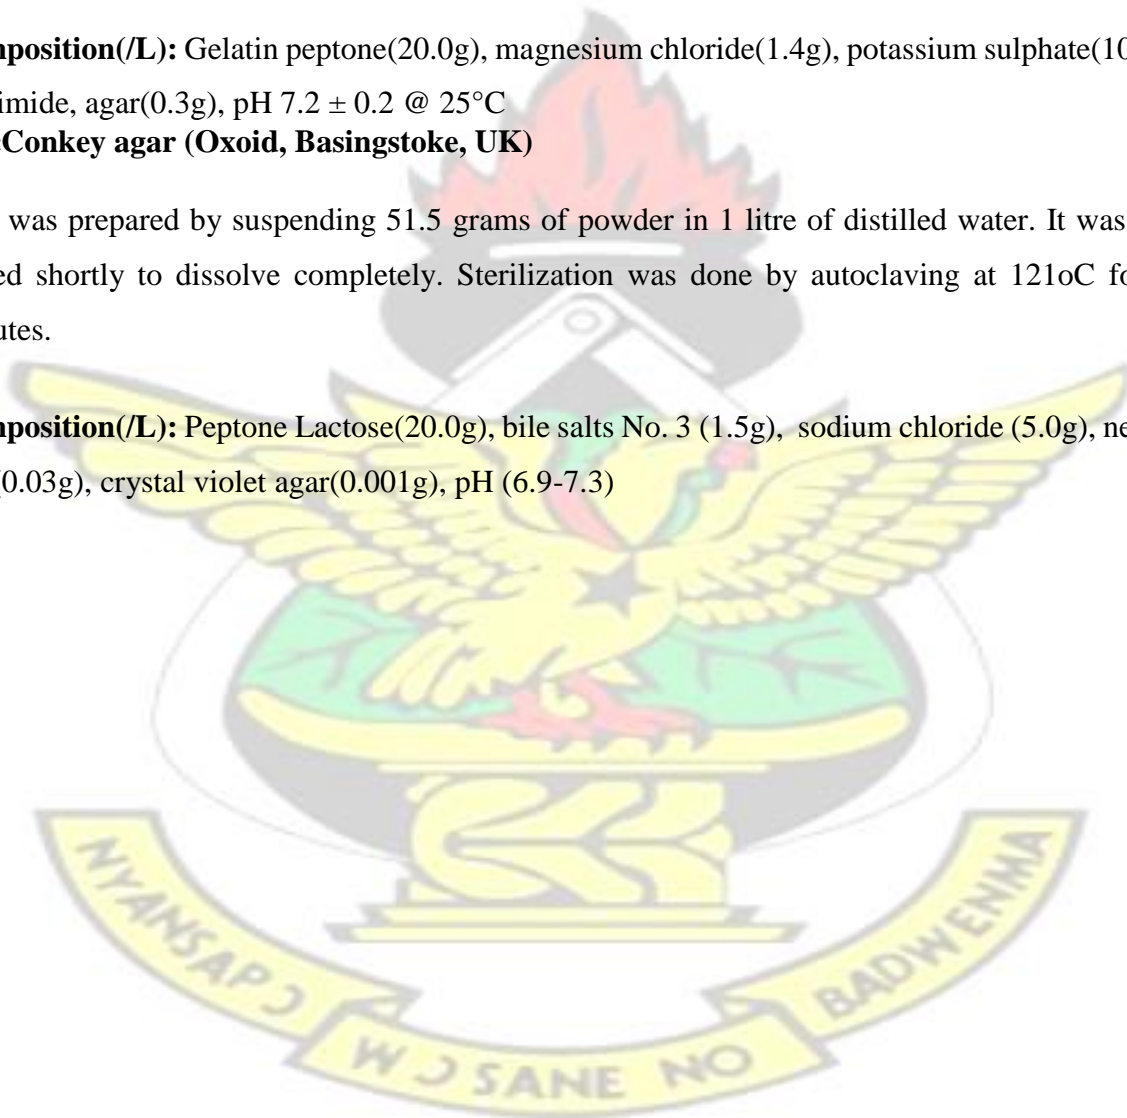 nposition(/L): Gelatin peptone(20.0g), magnesium chloride(1.4g), potassium sulphate(10
imide, agar(0.3g), pH 7.2 ± 0.2 @ 25°C
cConkey agar (Oxoid, Basingstoke, UK)
was prepared by suspending 51.5 grams of powder in 1 litre of distilled water. It was
ed shortly to dissolve completely. Sterilization was done by autoclaving at 121oC fo
utes.
nposition(/L): Peptone Lactose(20.0g), bile salts No. 3 (1.5g), sodium chloride (5.0g), ne
(0.03g), crystal violet agar(0.001g), pH (6.9-7.3)
NYANSAPƆ
WƆSANE NO
BADWENMA